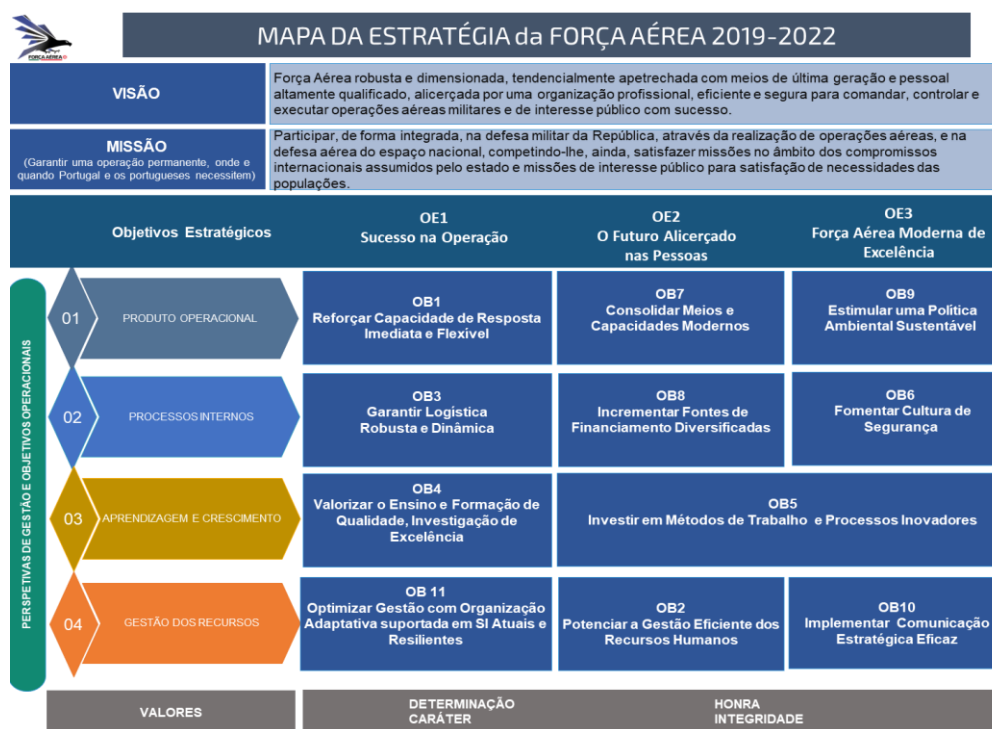 FORÇA AÉREA
MAPA DA ESTRATÉGIA da FORÇA AÉREA 2019-2022
VISÃO
Força Aérea robusta e dimensionada, tendencialmente apetrechada com meios de última geração e pessoal
altamente qualificado, alicerçada por uma organização profissional, eficiente e segura para comandar, controlar e
executar operações aéreas militares e de interesse público com sucesso.
MISSÃO
(Garantir uma operação permanente, onde e
quando Portugal e os portugueses necessitem)
Participar, de forma integrada, na defesa militar da República, através da realização de operações aéreas, e na
defesa aérea do espaço nacional, competindo-lhe, ainda, satisfazer missões no âmbito dos compromissos
internacionais assumidos pelo estado e missões de interesse público para satisfação de necessidades das
populações.
Objetivos Estratégicos
OE1
Sucesso na Operação
OE2
O Futuro Alicerçado
nas Pessoas
OE3
Força Aérea Moderna de
Excelência
PERSPETIVAS DE GESTÃO E OBJETIVOS OPERACIONAIS
01
PRODUTO OPERACIONAL
OB1
Reforçar Capacidade de Resposta
Imediata e Flexivel
OB7
Consolidar Meios e
Capacidades Modernos
OB9
Estimular uma Política
Ambiental Sustentável
02
PROCESSOS INTERNOS
OB3
Garantir Logística
Robusta e Dinâmica
OB8
Incrementar Fontes de
Financiamento Diversificadas
OB6
Fomentar Cultura de
Segurança
03
APRENDIZAGEM E CRESCIMENTO
OB4
Valorizar o Ensino e Formação de
Qualidade, Investigação de
Excelência
OB5
Investir em Métodos de Trabalho e Processos Inovadores
04
GESTÃO DOS RECURSOS
OB 11
Optimizar Gestão com Organização
Adaptativa suportada em SI Atuais e
Resilientes
OB2
Potenciar a Gestão Eficiente dos
Recursos Humanos
OB10
Implementar Comunicação
Estratégica Eficaz
VALORES
DETERMINAÇÃO
CARÁTER
HONRA
INTEGRIDADE